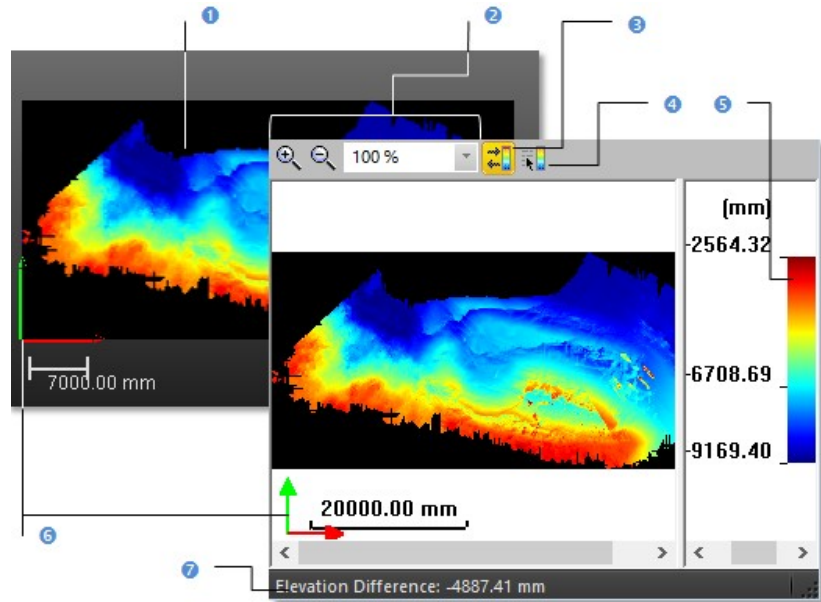 1
2
3
4
5
100 %
(mm)
-2564.32
-6708.69
-9169.40
7000.00 mm
20000.00 mm
6
7
Elevation Difference: -4887.41 mm